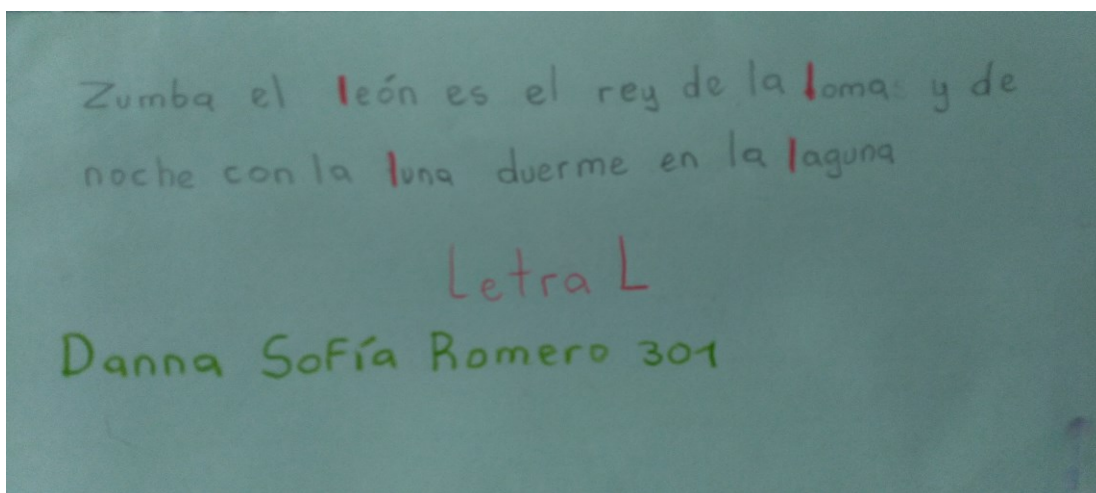 Zumba el león es el rey de la loma y de
noche con la luna duerme en la laguna
Letra L
Danna Sofía Romero 301